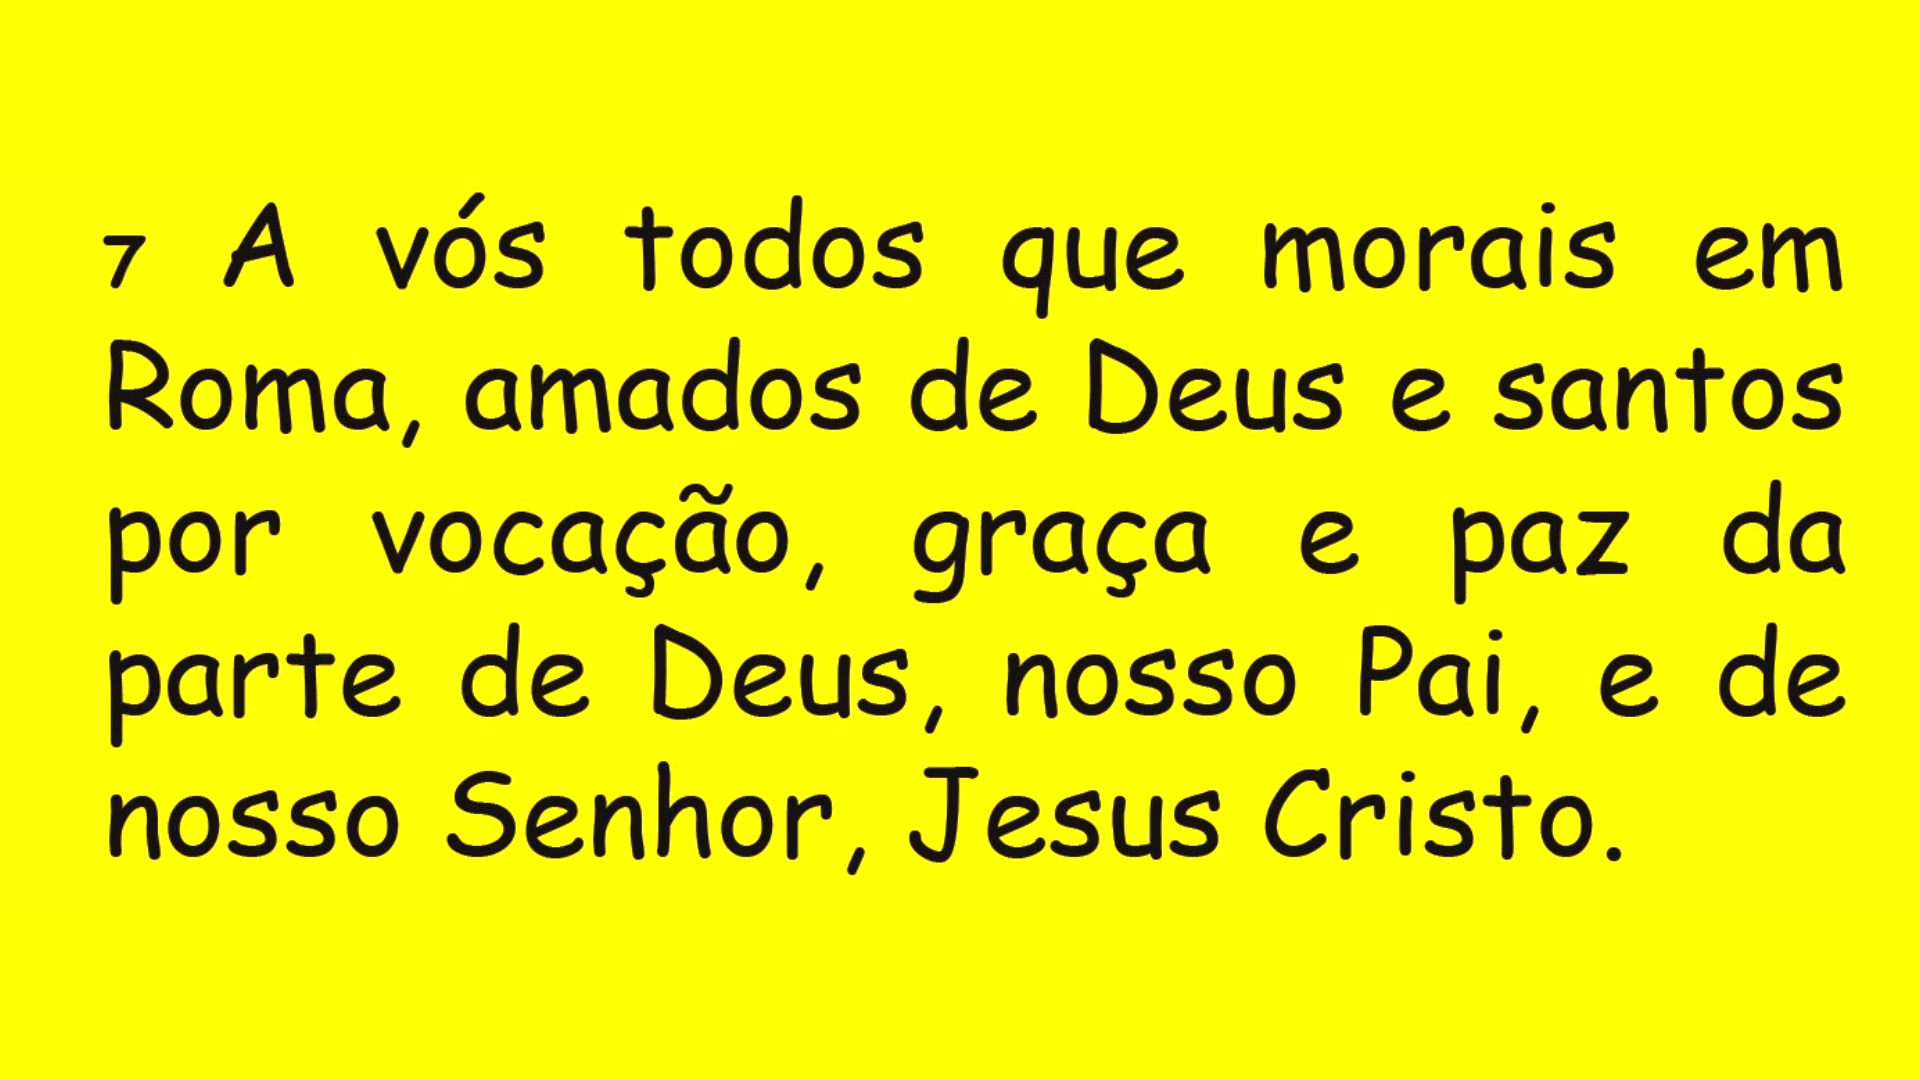 7 A vós todos que morais em
Roma, amados de Deus e santos
por vocação, graça e paz da
parte de Deus, nosso Pai, e de
nosso Senhor, Jesus Cristo.